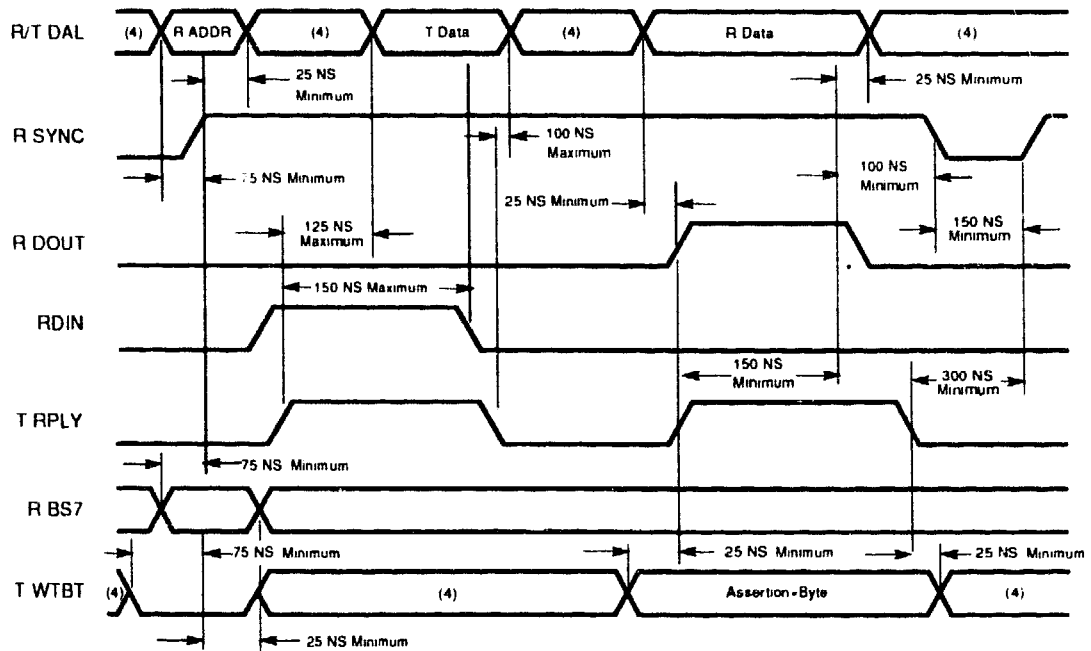 R/T DAL (4) R ADDR (4) T Data (4) R Data (4)
25 NS
Minimum
25 NS
Minimum
R SYNC
100 NS
Maximum
75 NS Minimum
100 NS
Minimum
25 NS Minimum
125 NS
Maximum
150 NS
Minimum
R DOUT
150 NS Maximum
RDIN
150 NS
Minimum
300 NS
Minimum
T RPLY
75 NS Minimum
R BS7
75 NS Minimum
25 NS Minimum
25 NS Minimum
T WTBT (4) (4) Assertion - Byte (4)
25 NS Minimum